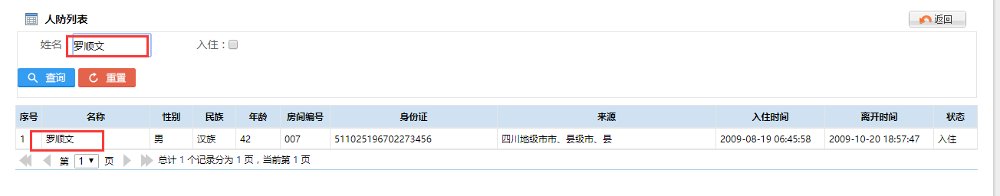 人防列表 返回
姓名 罗顺文 入住：
查询 重置
序号 名称 性别 民族 年龄 房间编号 身份证 来源 入住时间 离开时间 状态
1 罗顺文 男 汉族 42 007 511025196702273456 四川地级市市、县级市、县 2009-08-19 06:45:58 2009-10-20 18:57:47 入住
第 1 页 总计 1 个记录分为 1 页，当前第 1 页